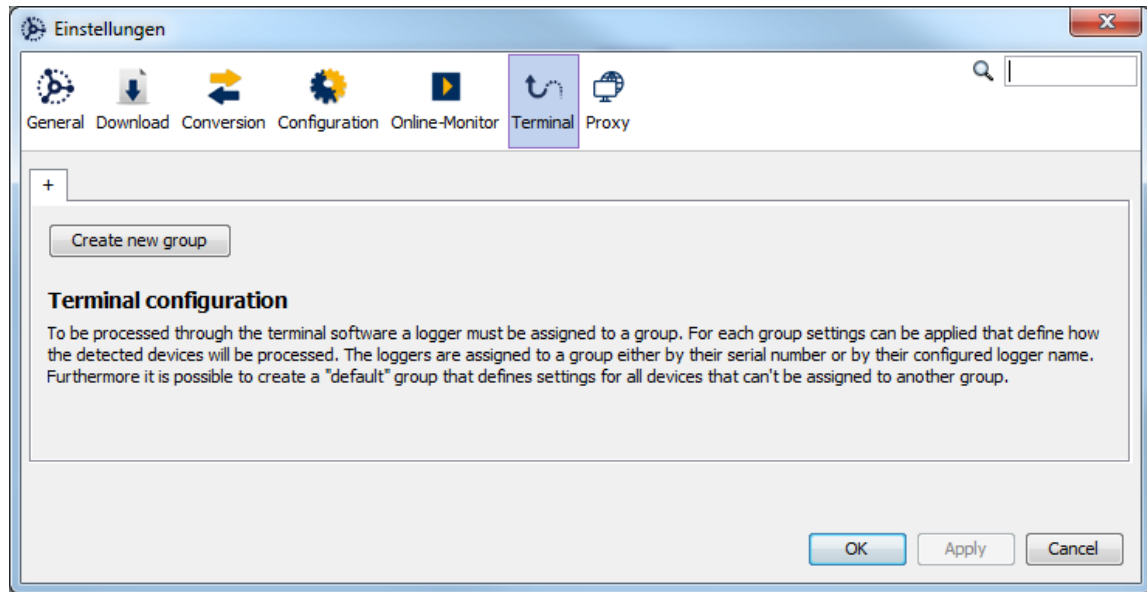 Einstellungen
General Download Conversion Configuration Online-Monitor Terminal Proxy
+
Create new group
Terminal configuration
To be processed through the terminal software a logger must be assigned to a group. For each group settings can be applied that define how
the detected devices will be processed. The loggers are assigned to a group either by their serial number or by their configured logger name.
Furthermore it is possible to create a "default" group that defines settings for all devices that can't be assigned to another group.
OK Apply Cancel